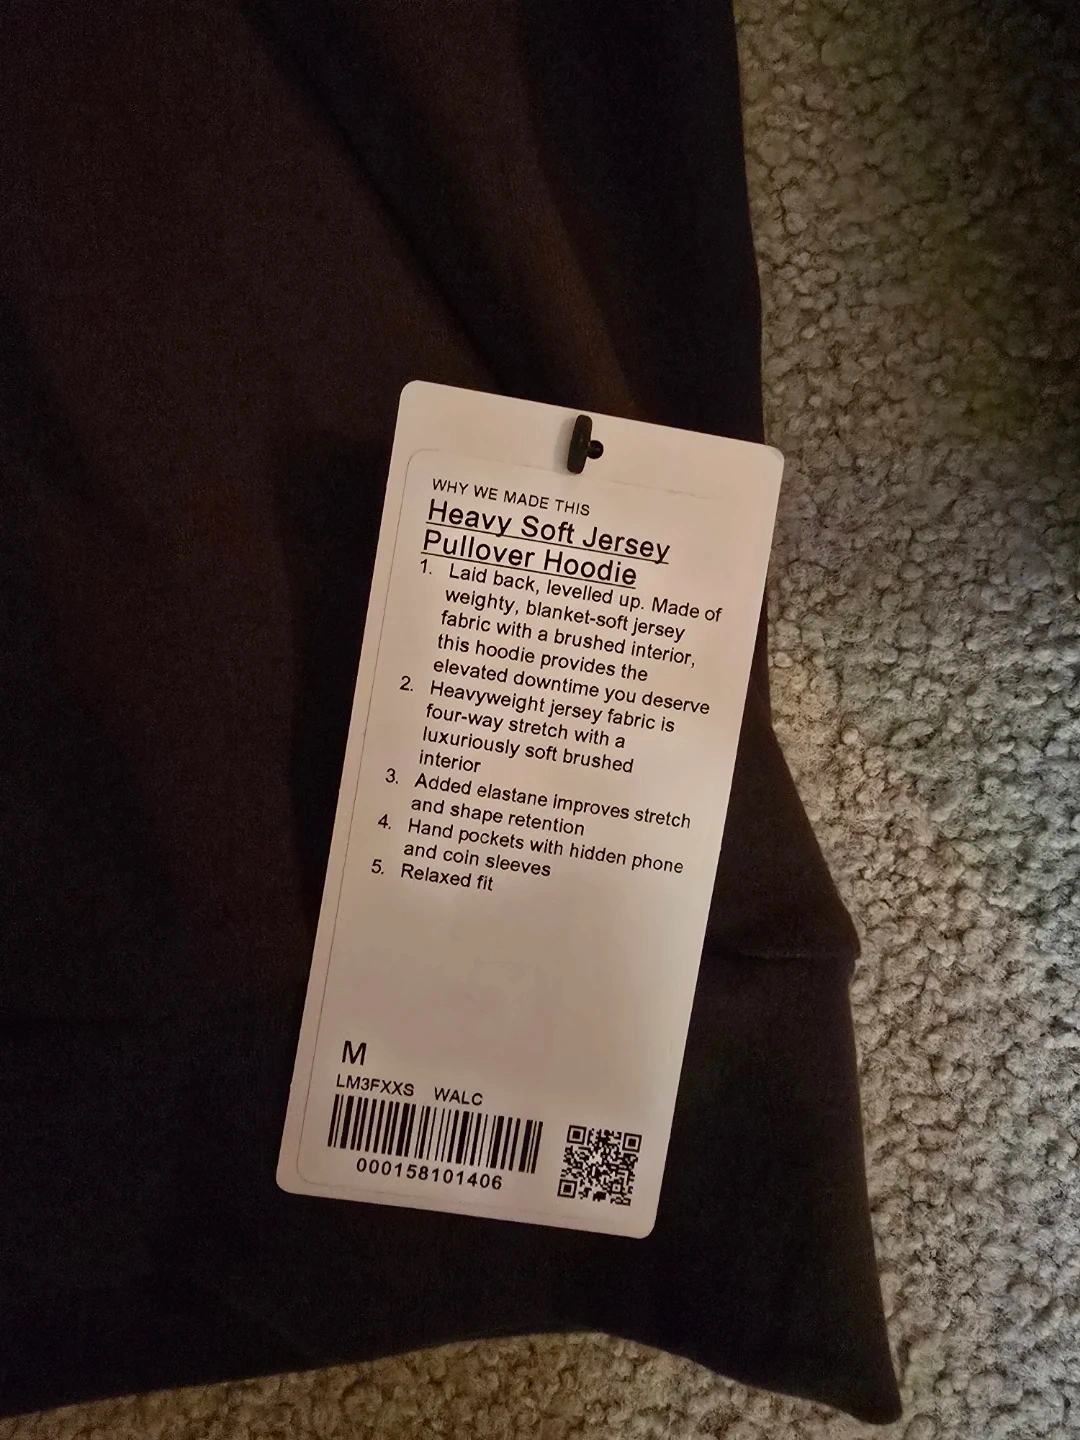 WHY WE MADE THIS
Heavy Soft Jersey
Pullover Hoodie
1. Laid back, levelled up. Made of
weighty, blanket-soft jersey
fabric with a brushed interior,
this hoodie provides the
elevated downtime you deserve
2. Heavyweight jersey fabric is
four-way stretch with a
luxuriously soft brushed
interior
3. Added elastane improves stretch
and shape retention
4. Hand pockets with hidden phone
and coin sleeves
5. Relaxed fit
M
LM3FXXS WALC
000158101406